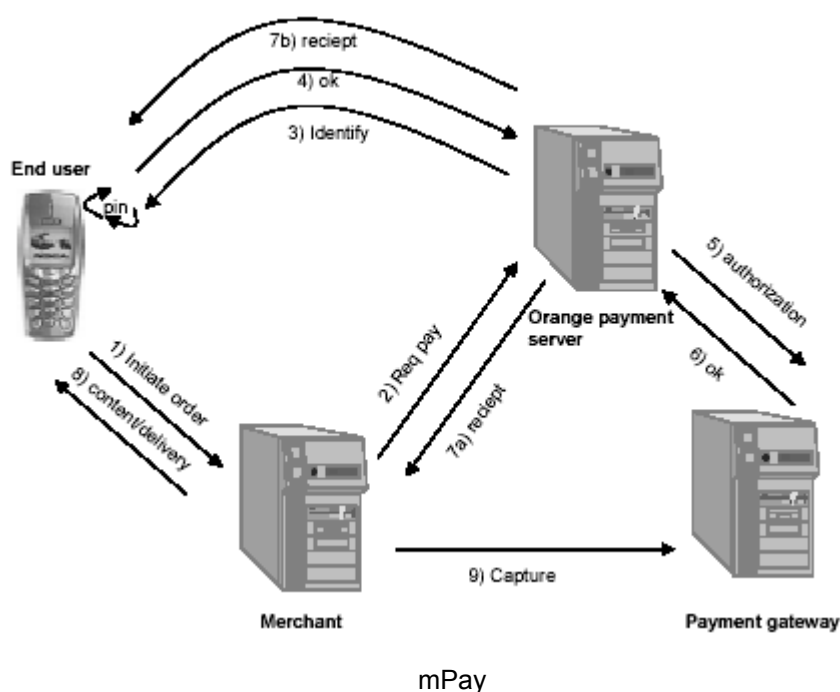 7b) reciept
4) ok
3) Identify
End user
pin
5) authorization
Orange payment
server
6) ok
2) Req pay
7a) reciept
1) Initiate order
8) content/delivery
9) Capture
Merchant
Payment gateway
mPay